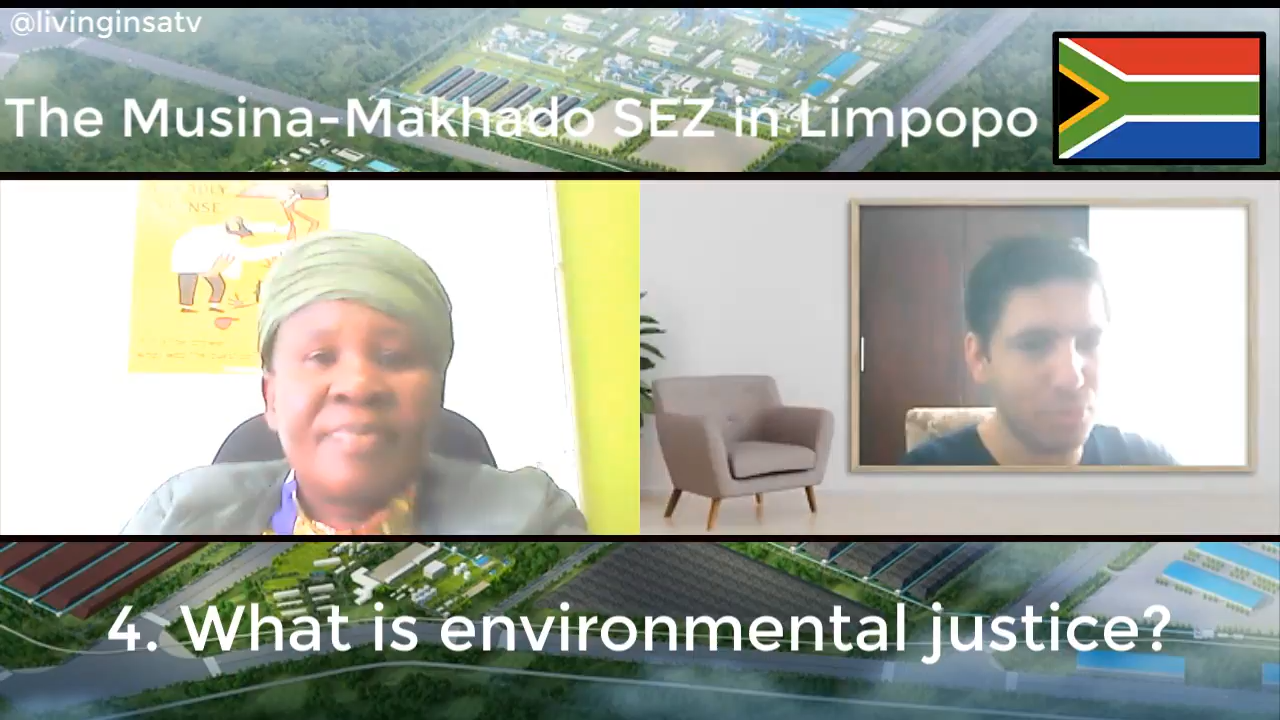 @livinginsatv
The Musina-Makhado SEZ in Limpopo
4. What is environmental justice?